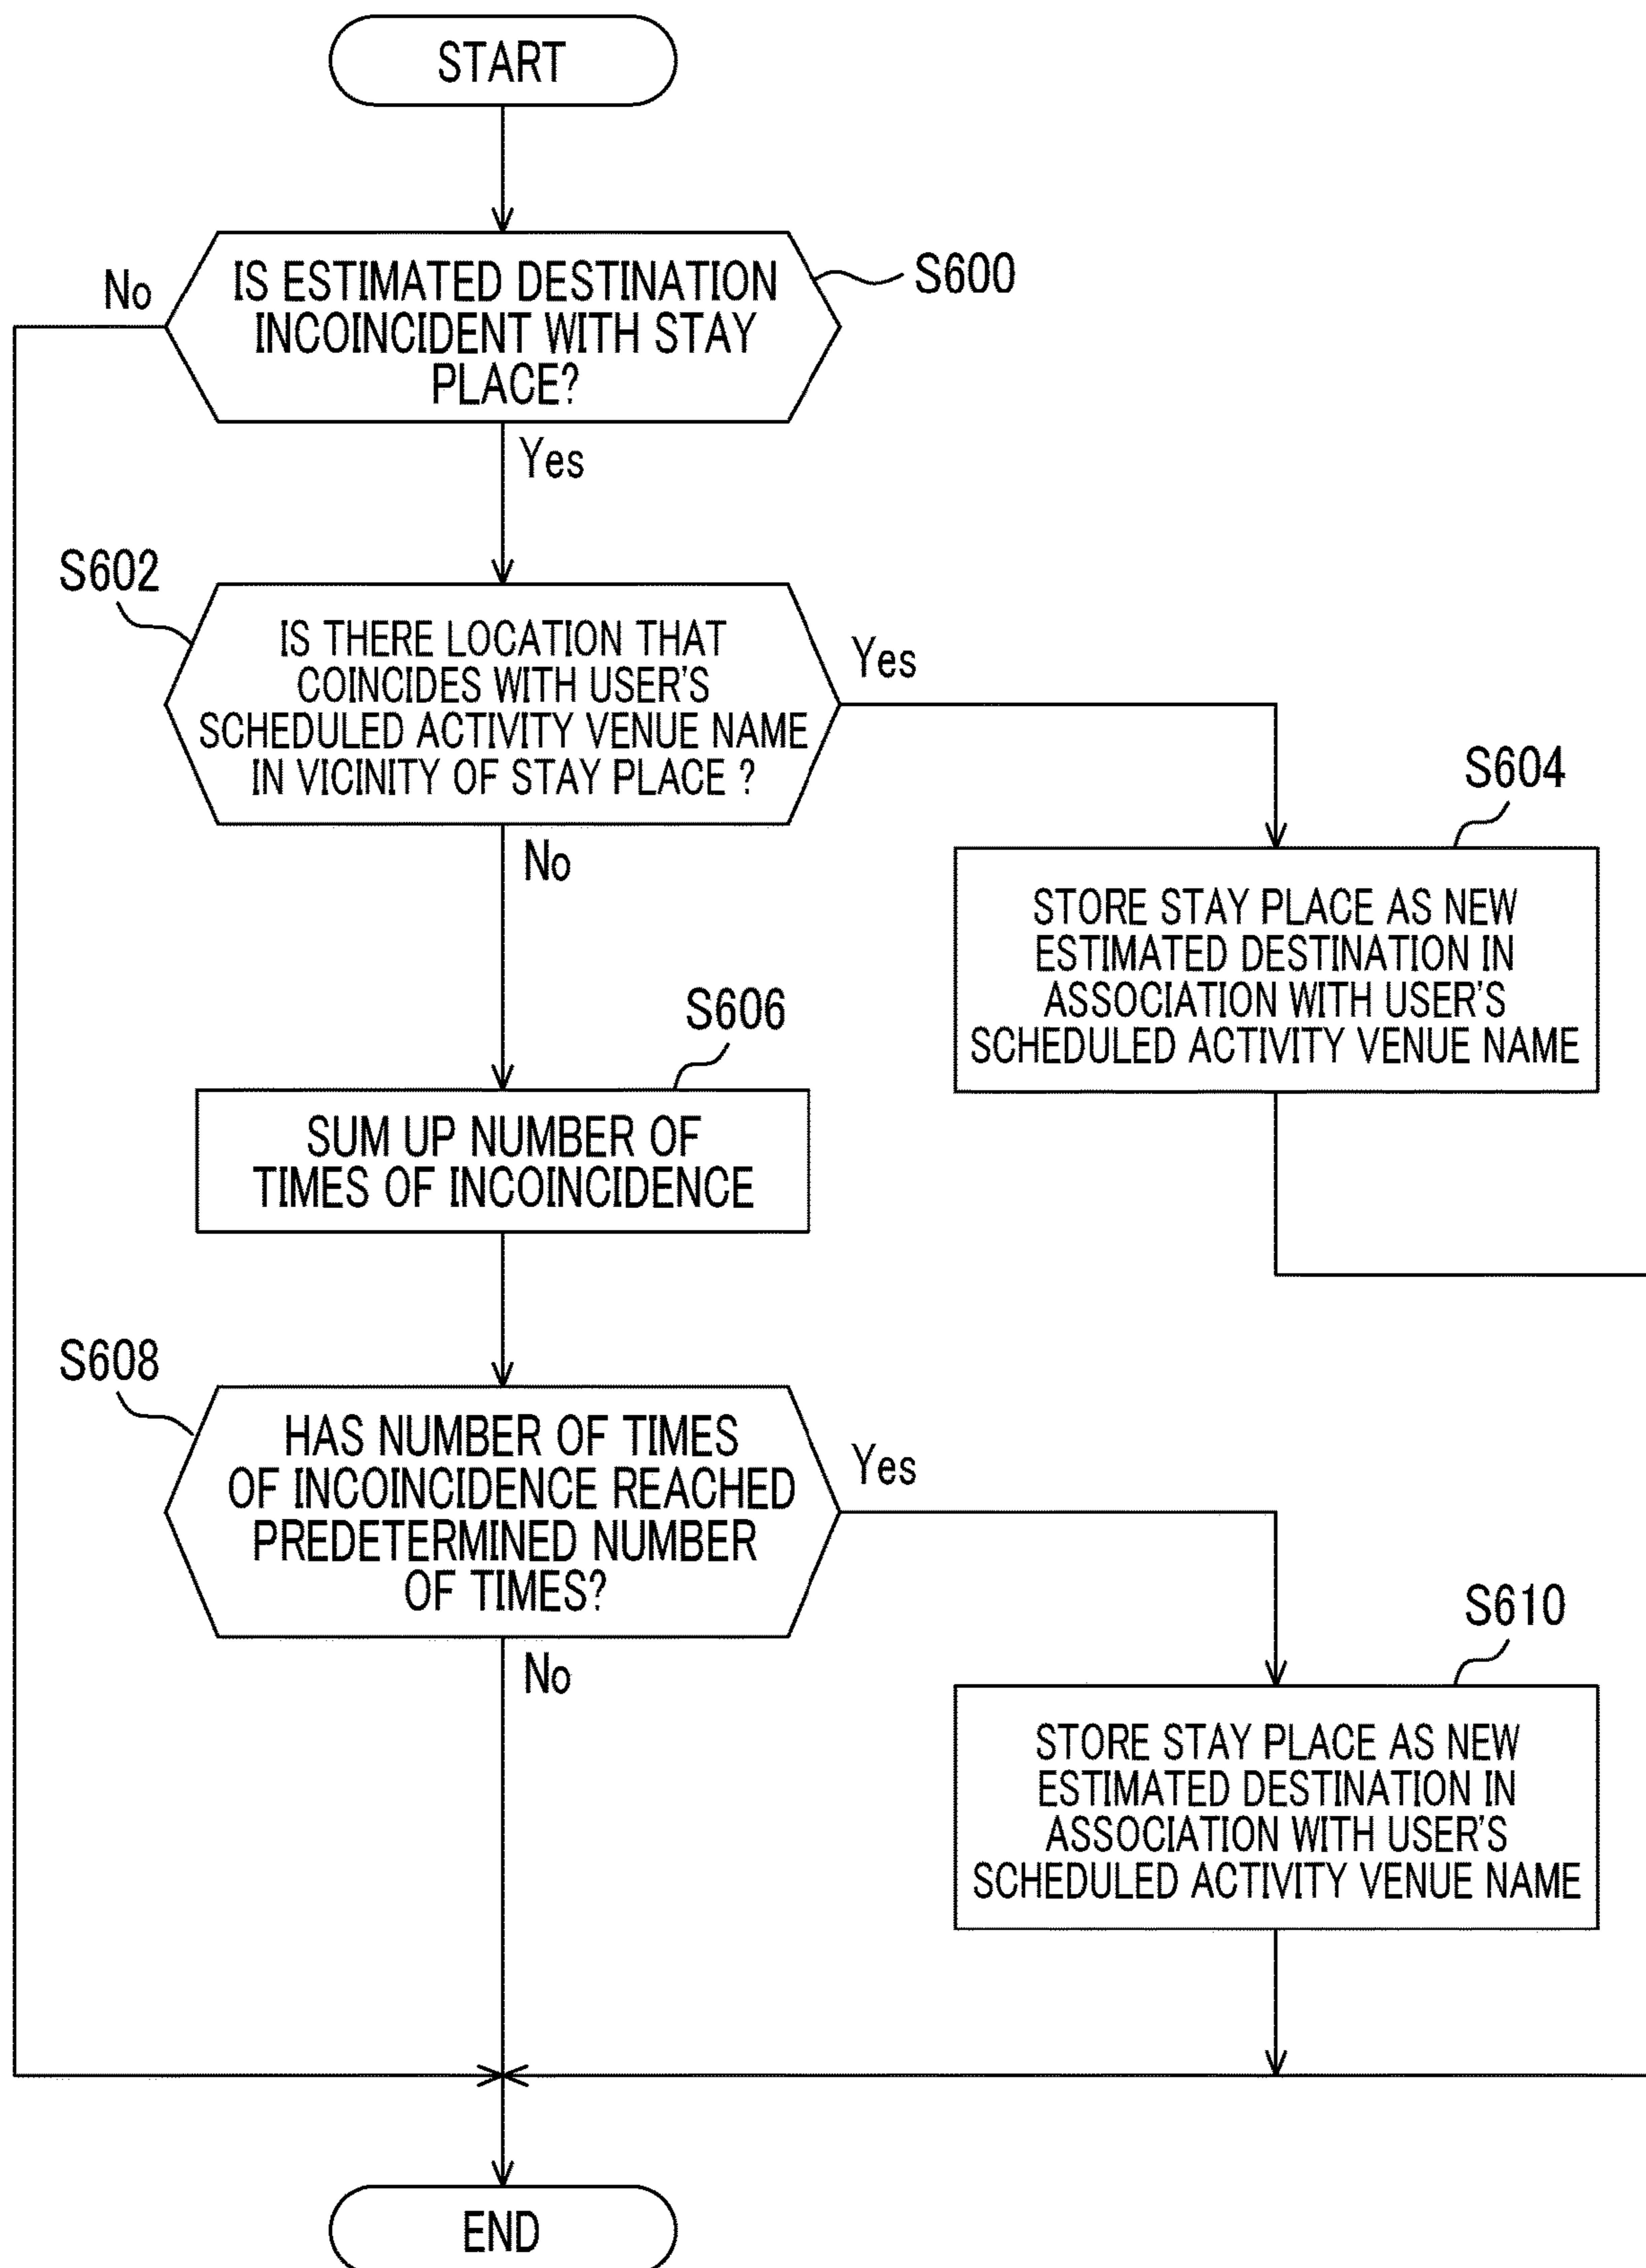 START
No
IS ESTIMATED DESTINATION
INCOINCIDENT WITH STAY
PLACE?
S600
Yes
S602
IS THERE LOCATION THAT
COINCIDES WITH USER'S
SCHEDULED ACTIVITY VENUE NAME
IN VICINITY OF STAY PLACE ?
Yes
No
S604
STORE STAY PLACE AS NEW
ESTIMATED DESTINATION IN
ASSOCIATION WITH USER'S
SCHEDULED ACTIVITY VENUE NAME
S606
SUM UP NUMBER OF
TIMES OF INCOINCIDENCE
S608
HAS NUMBER OF TIMES
OF INCOINCIDENCE REACHED
PREDETERMINED NUMBER
OF TIMES?
Yes
No
S610
STORE STAY PLACE AS NEW
ESTIMATED DESTINATION IN
ASSOCIATION WITH USER'S
SCHEDULED ACTIVITY VENUE NAME
END